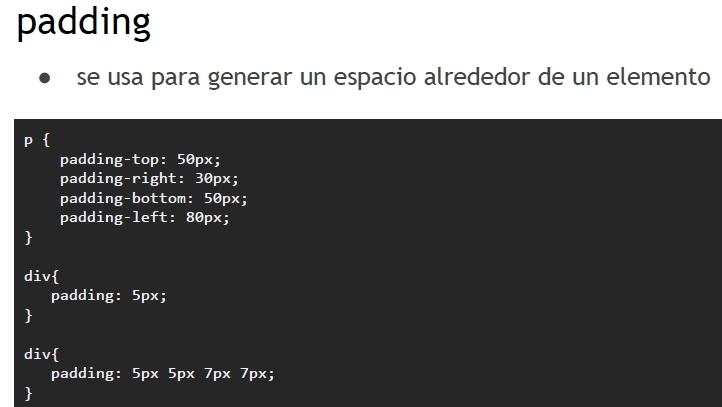 padding
● se usa para generar un espacio alrededor de un elemento
p {
    padding-top: 50px;
    padding-right: 30px;
    padding-bottom: 50px;
    padding-left: 80px;
}
div{
   padding: 5px;
}
div{
   padding: 5px 5px 7px 7px;
}